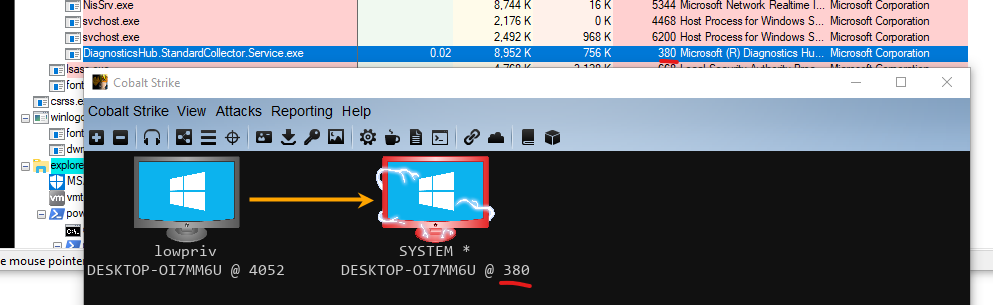 NisSrv.exe 8,744 K 16 K 5344 Microsoft Network Realtime I... Microsoft Corporation
svchost.exe 2,176 K 0 K 4468 Host Process for Windows S... Microsoft Corporation
svchost.exe 2,492 K 968 K 6200 Host Process for Windows S... Microsoft Corporation
DiagnosticsHub.StandardCollector.Service.exe 0.02 8,952 K 756 K 380 Microsoft (R) Diagnostics Hu... Microsoft Corporation
lsass.exe
font
csrss.e
winlogo
font
dwm
explore
MS
vmt
pow
e mouse pointe
Cobalt Strike
Cobalt Strike View Attacks Reporting Help
lowpriv
DESKTOP-OI7MM6U @ 4052
SYSTEM *
DESKTOP-OI7MM6U @ 380